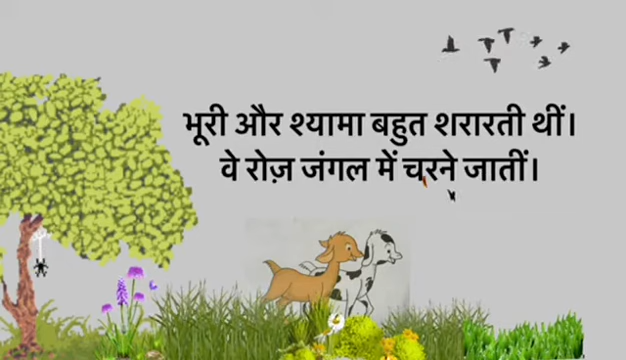 भूरी और श्यामा बहुत शरारती थीं।
वे रोज़ जंगल में चरने जातीं।